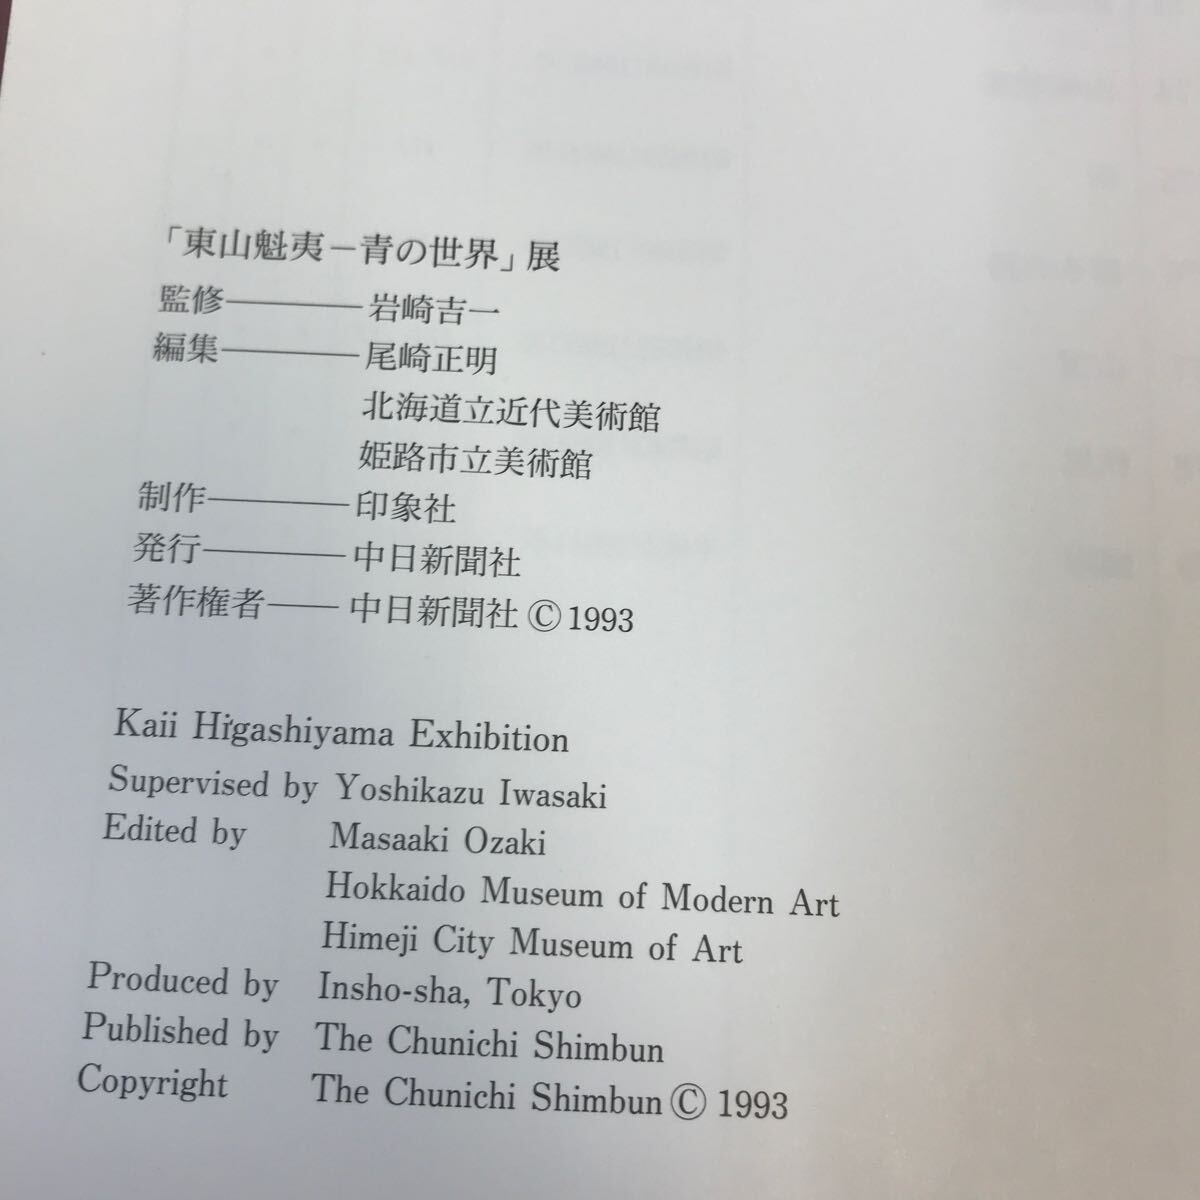 「東山魁夷－青の世界」展
監修――――岩崎吉一
編集――――尾崎正明
北海道立近代美術館
姫路市立美術館
制作――――印象社
発行――――中日新聞社
著作権者――中日新聞社 © 1993
Kaii Higashiyama Exhibition
Supervised by Yoshikazu Iwasaki
Edited by Masaaki Ozaki
Hokkaido Museum of Modern Art
Himeji City Museum of Art
Produced by Insho-sha, Tokyo
Published by The Chunichi Shimbun
Copyright The Chunichi Shimbun © 1993